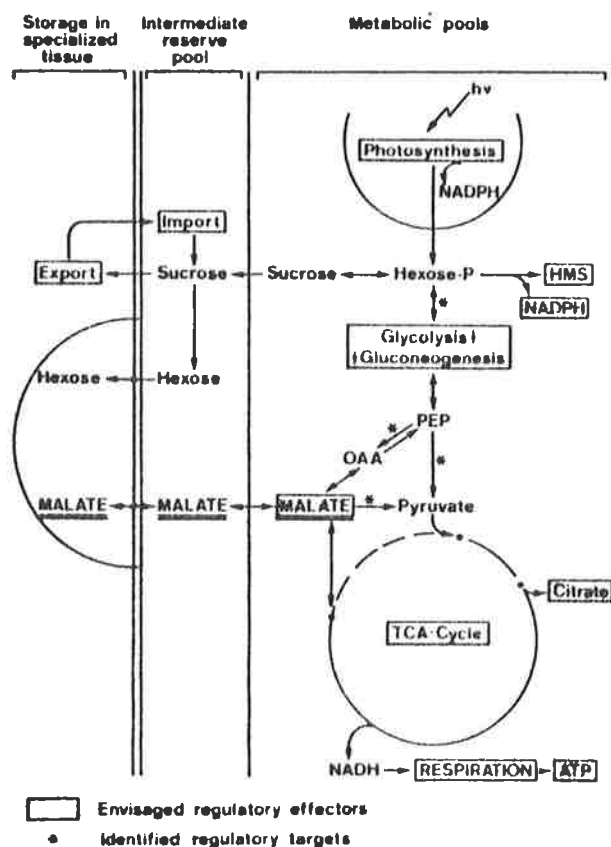 Storage in
specialized
tissue
Intermediate
reserve
pool
Metabolic pools
hν
Photosynthesis
NADPH
Import
Export
Sucrose
Sucrose
Hexose-P
HMS
NADPH
*
Glycolysis↓
↑Gluconeogenesis
Hexose
Hexose
PEP
*
OAA
*
MALATE
MALATE
MALATE
*
Pyruvate
Citrate
TCA-Cycle
NADH
RESPIRATION
ATP
Envisaged regulatory effectors
* Identified regulatory targets